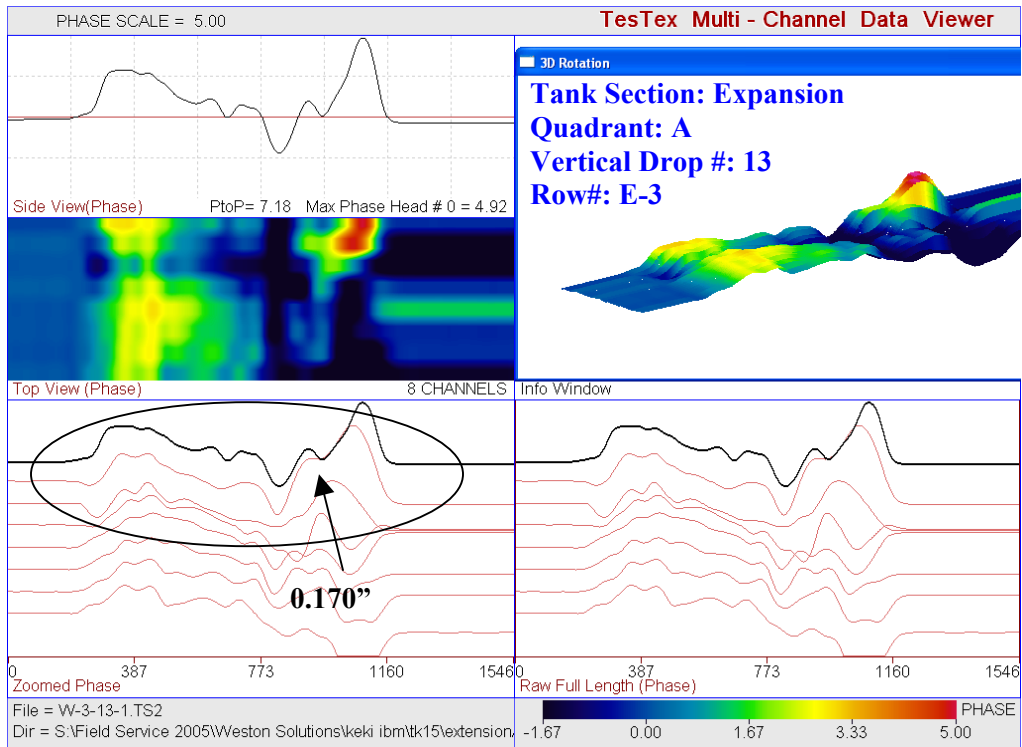 PHASE SCALE = 5.00
TesTex Multi - Channel Data Viewer
3D Rotation
Tank Section: Expansion
Quadrant: A
Vertical Drop #: 13
Row#: E-3
Side View(Phase) PtoP= 7.18 Max Phase Head # 0 = 4.92
Top View (Phase) 8 CHANNELS
Info Window
0.170”
0 387 773 1160 1546
Zoomed Phase
0 387 773 1160 1546
Raw Full Length (Phase)
File = W-3-13-1.TS2
Dir = S:\Field Service 2005\Weston Solutions\keki ibm\tk15\extension
PHASE
-1.67 0.00 1.67 3.33 5.00